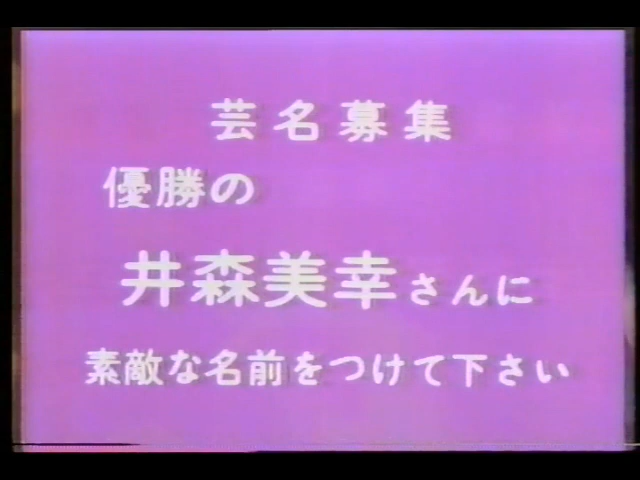 芸名募集
優勝の
井森美幸さんに
素敵な名前をつけて下さい